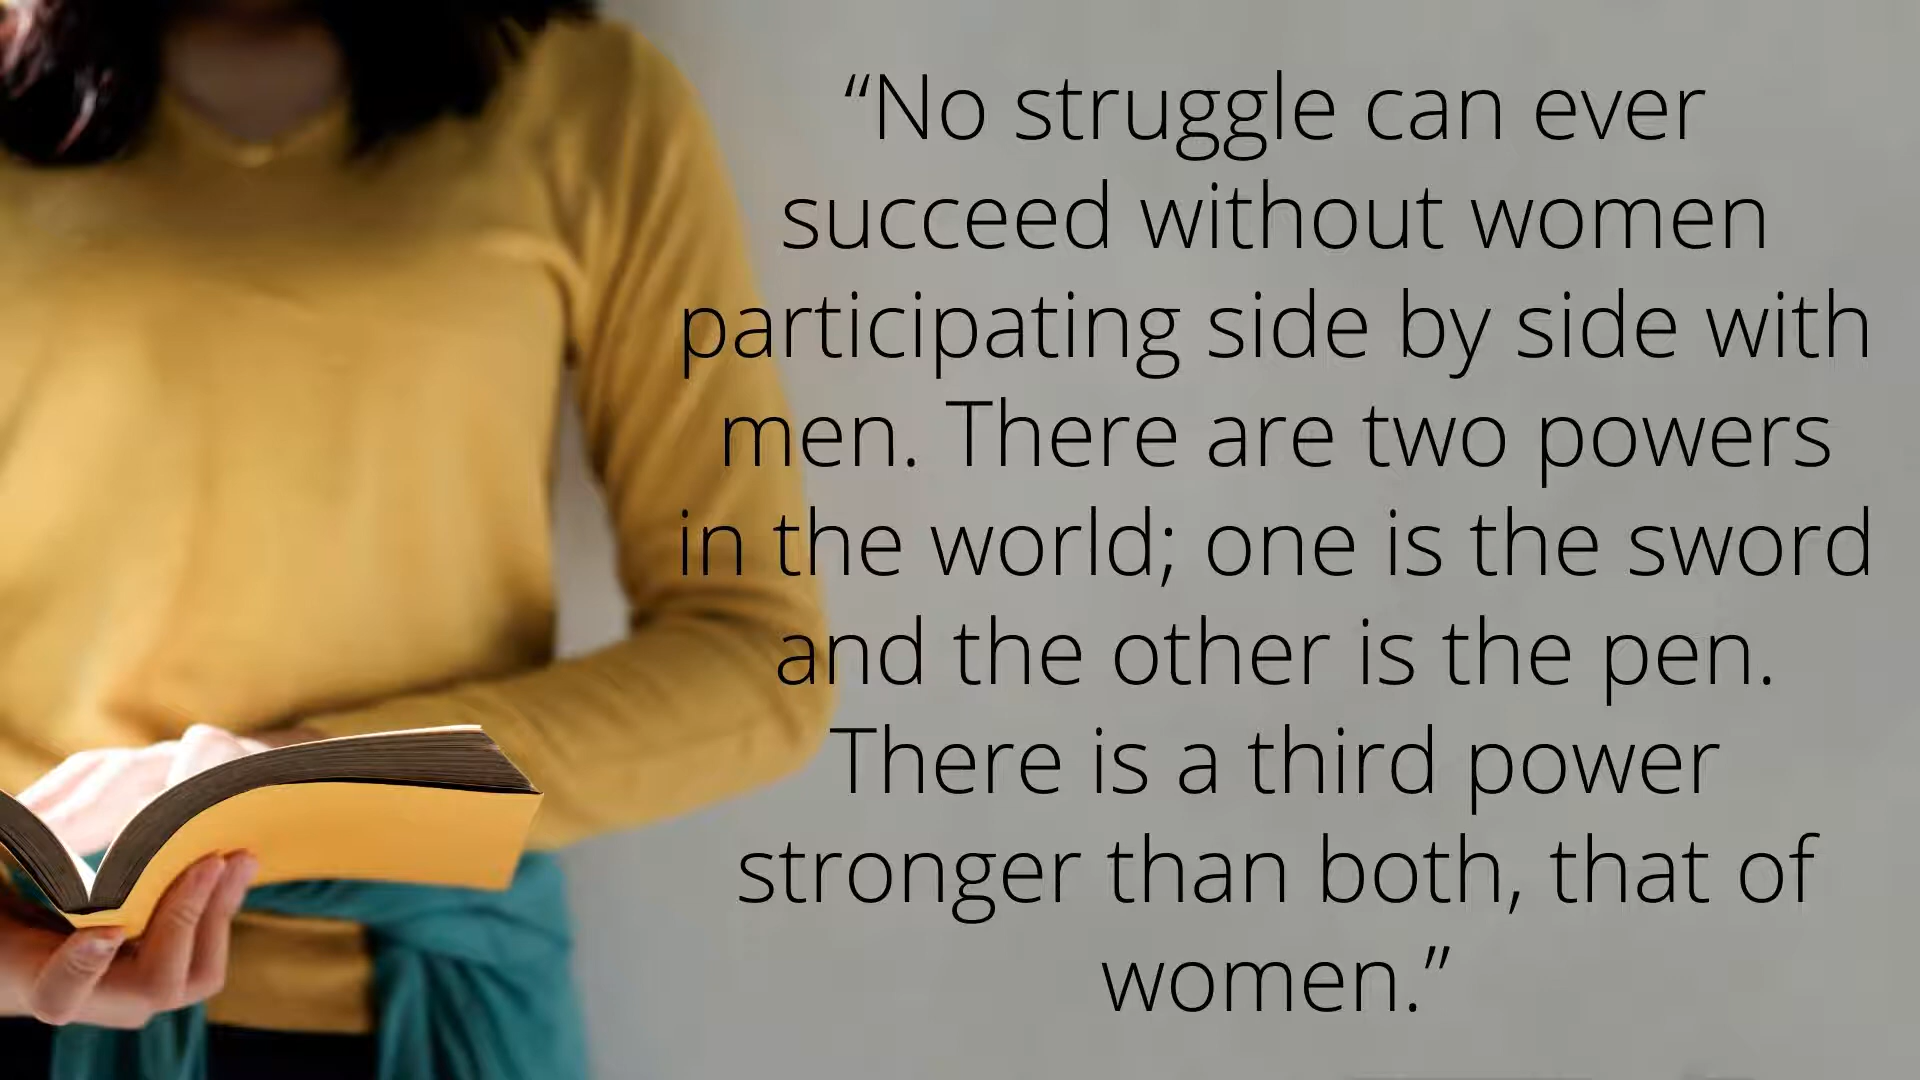 “No struggle can ever
succeed without women
participating side by side with
men. There are two powers
in the world; one is the sword
and the other is the pen.
There is a third power
stronger than both, that of
women.”